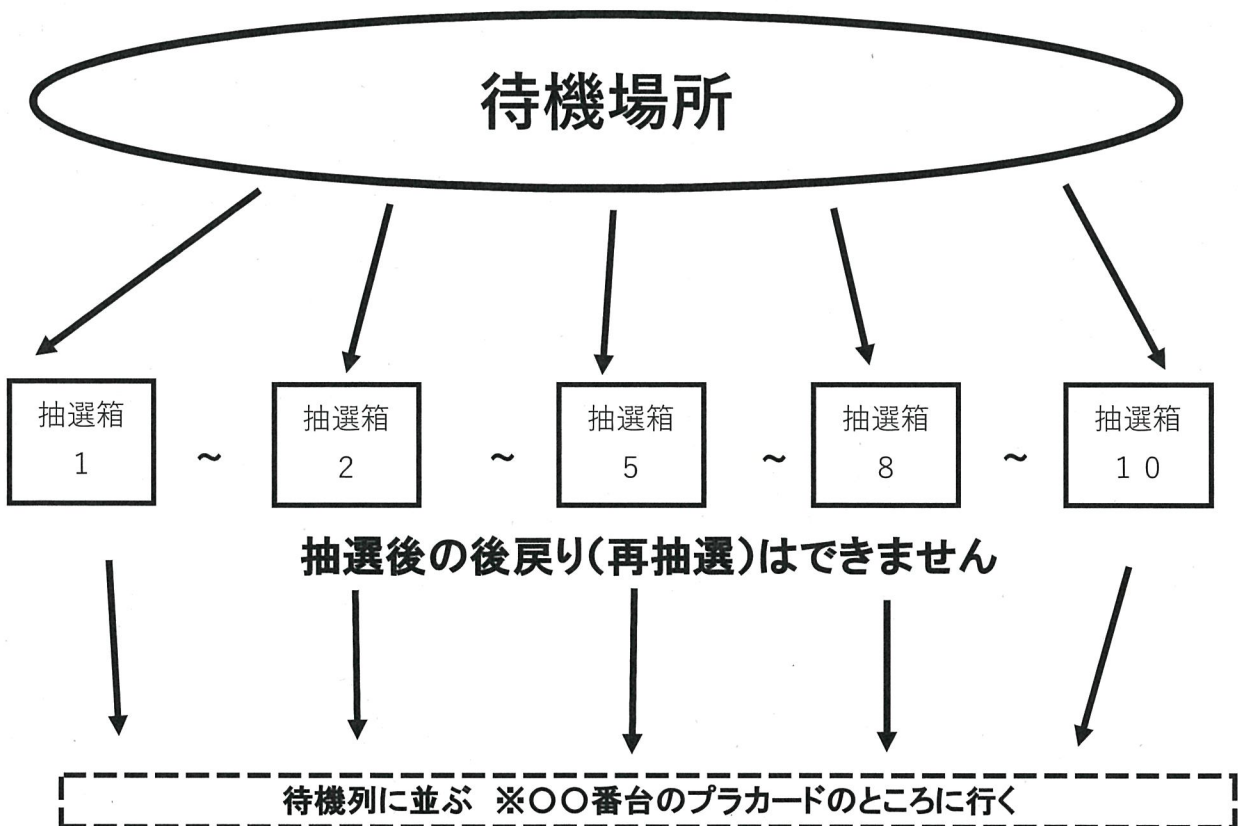 待機場所
抽選箱
1
~
抽選箱
2
~
抽選箱
5
~
抽選箱
8
~
抽選箱
10
抽選後の後戻り(再抽選)はできません
待機列に並ぶ ※〇〇番台のプラカードのところに行く